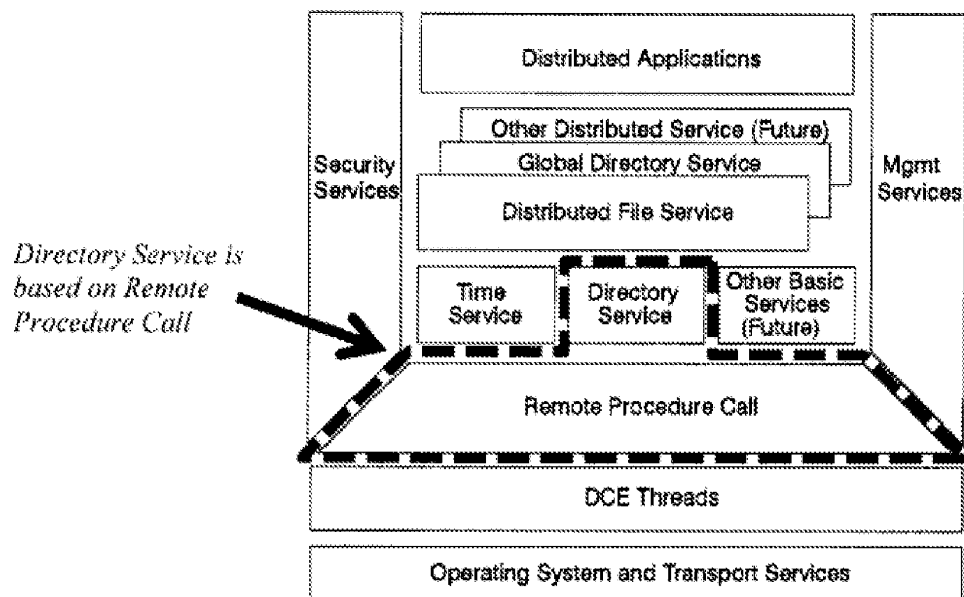 Distributed Applications
Other Distributed Service (Future)
Global Directory Service
Distributed File Service
Security
Services
Mgmt
Services
Directory Service is
based on Remote
Procedure Call
Time
Service
Directory
Service
Other Basic
Services
(Future)
Remote Procedure Call
DCE Threads
Operating System and Transport Services